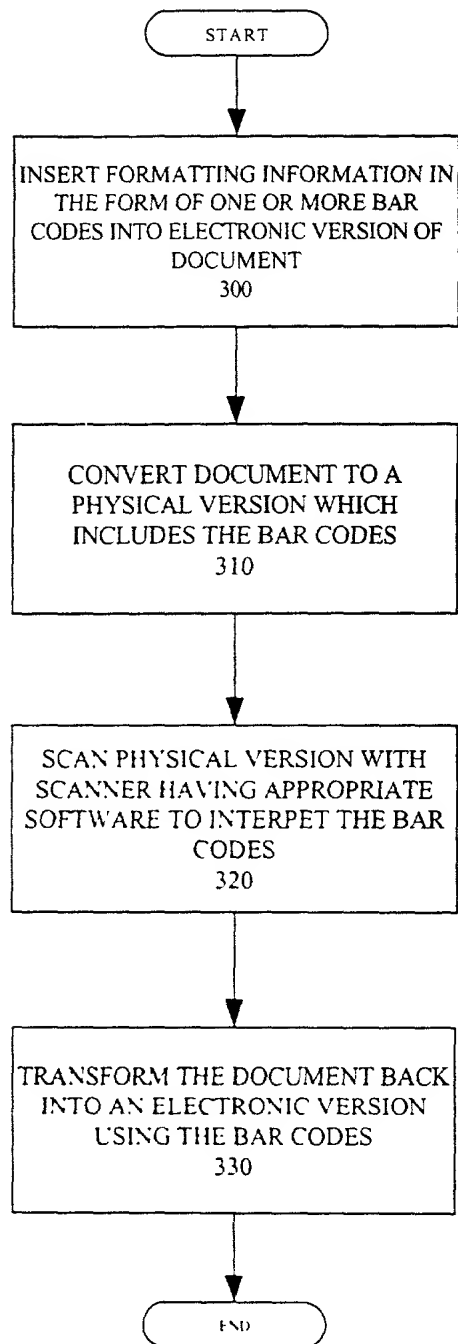 START
INSERT FORMATTING INFORMATION IN
THE FORM OF ONE OR MORE BAR
CODES INTO ELECTRONIC VERSION OF
DOCUMENT
300
CONVERT DOCUMENT TO A
PHYSICAL VERSION WHICH
INCLUDES THE BAR CODES
310
SCAN PHYSICAL VERSION WITH
SCANNER HAVING APPROPRIATE
SOFTWARE TO INTERPET THE BAR
CODES
320
TRANSFORM THE DOCUMENT BACK
INTO AN ELECTRONIC VERSION
USING THE BAR CODES
330
END